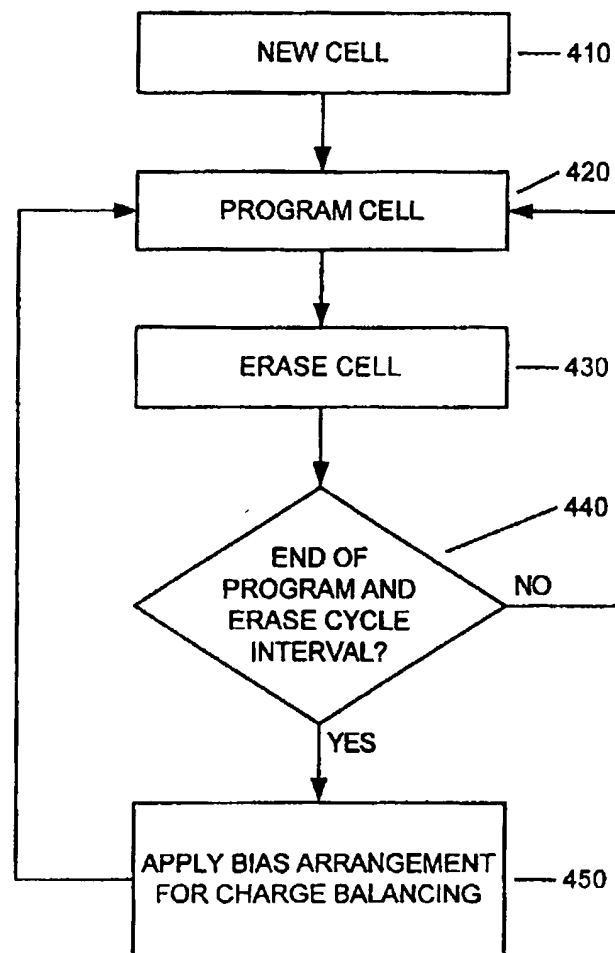 NEW CELL
410
420
PROGRAM CELL
ERASE CELL
430
440
END OF
PROGRAM AND
ERASE CYCLE
INTERVAL?
NO
YES
APPLY BIAS ARRANGEMENT
FOR CHARGE BALANCING
450